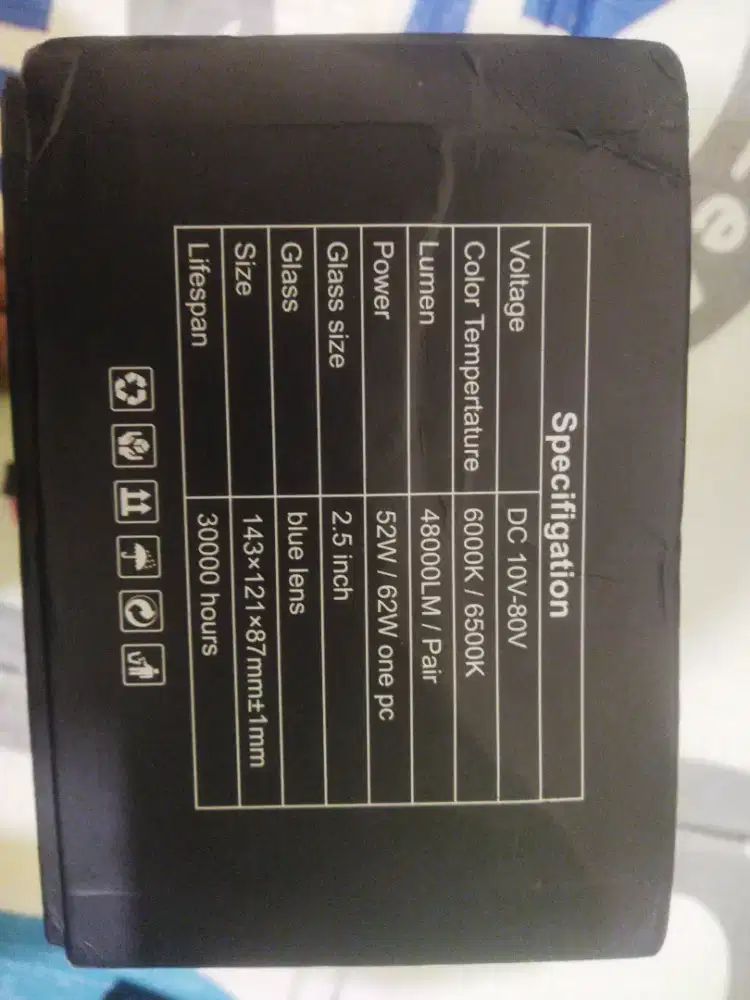 Specifigation
Voltage DC 10V-80V
Color Tempertature 6000K / 6500K
Lumen 48000LM / Pair
Power 52W / 62W one pc
Glass size 2.5 inch
Glass blue lens
Size 143×121×87mm±1mm
Lifespan 30000 hours